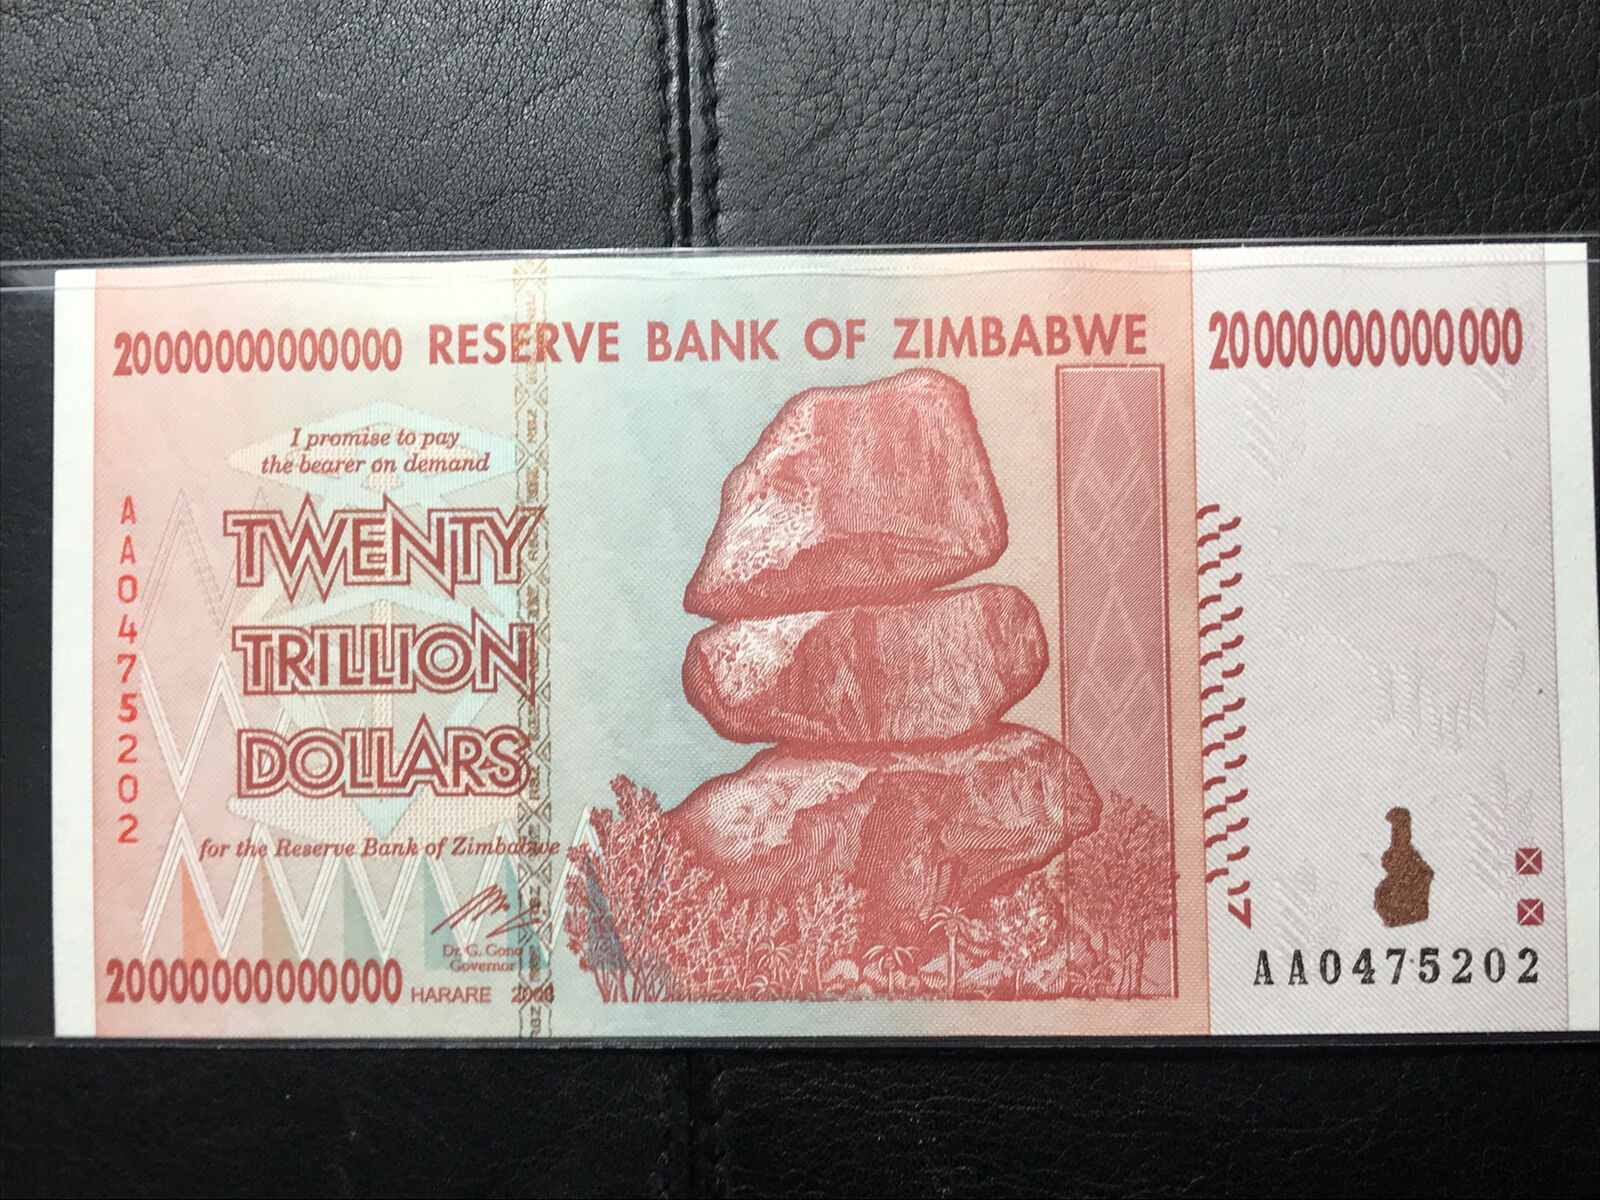 20000000000000 RESERVE BANK OF ZIMBABWE 20000000000000
I promise to pay
the bearer on demand
TWENTY
TRILLION
DOLLARS
for the Reserve Bank of Zimbabwe
Dr. G. Gono
Governor
20000000000000 HARARE 2008
AA0475202
AA0475202
RBZ